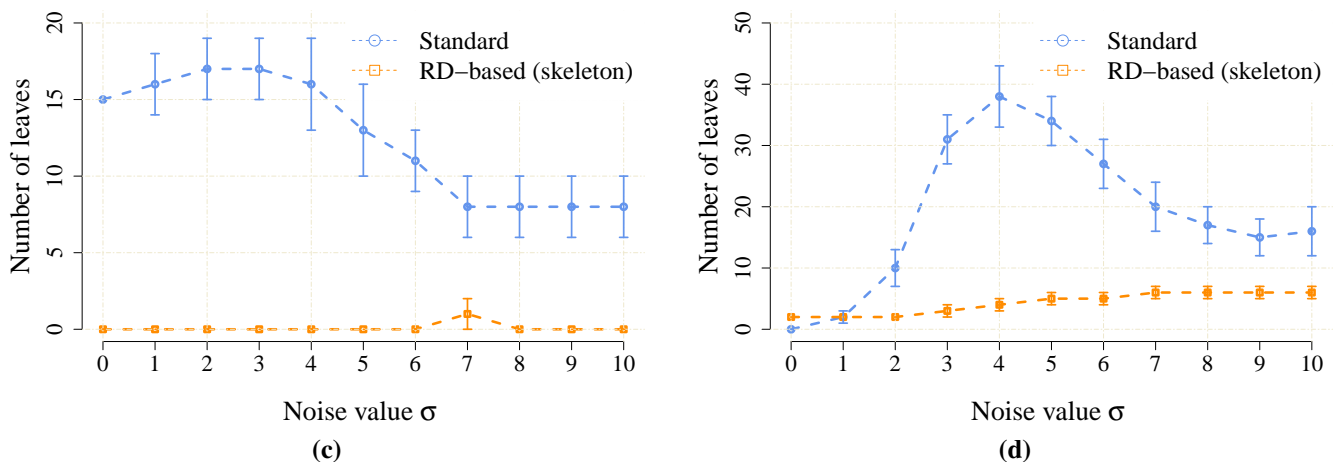 20
15
10
5
0
Number of leaves
Standard
RD−based (skeleton)
0 1 2 3 4 5 6 7 8 9 10
Noise value σ
(c)
50
40
30
20
10
0
Number of leaves
Standard
RD−based (skeleton)
0 1 2 3 4 5 6 7 8 9 10
Noise value σ
(d)